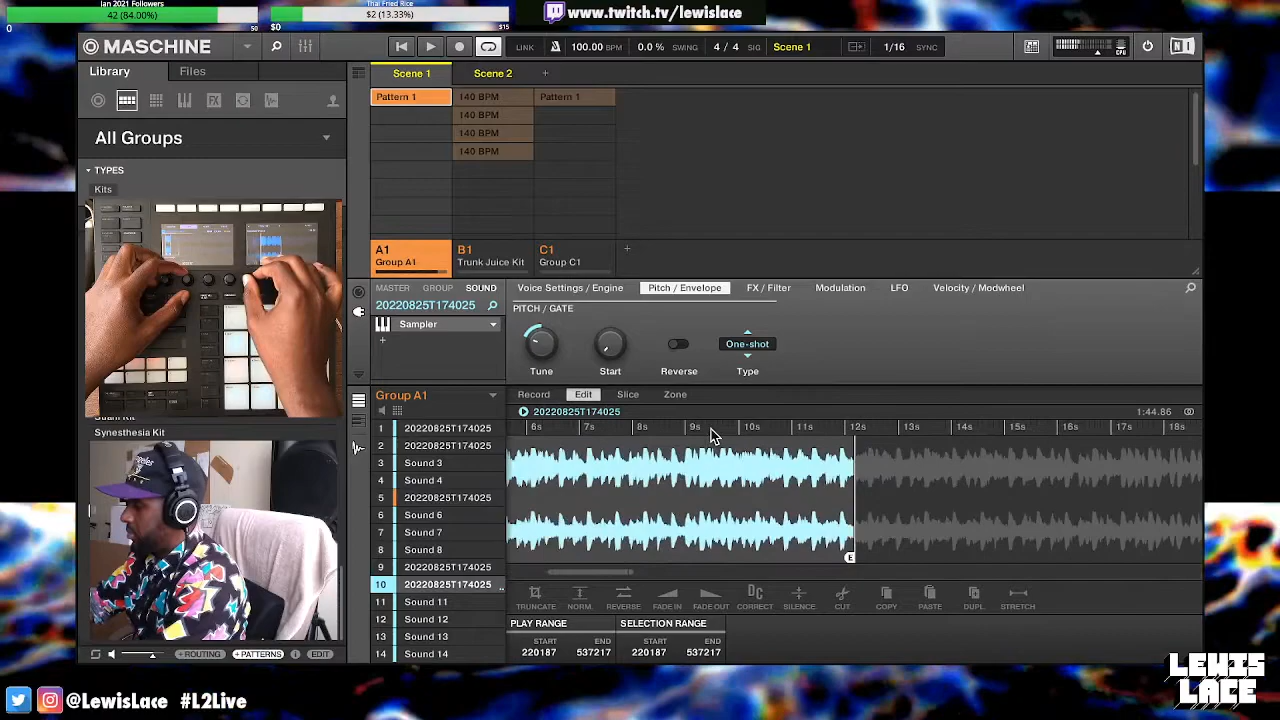 Jan 2021 Followers
42 (84.00%)
0
50
Thai Fried Rice
$2 (13.33%)
$0
$15
www.twitch.tv/lewislace
MASCHINE
LINK
100.00 BPM
0.0 % SWING
4 / 4
Scene 1
1/16 SYNC
CPU
Library
Files
Scene 1
Scene 2
+
Pattern 1
140 BPM
Pattern 1
140 BPM
140 BPM
140 BPM
All Groups
TYPES
Kits
A1
Group A1
B1
Trunk Juice Kit
C1
Group C1
+
MASTER
GROUP
SOUND
20220825T174025
Sampler
+
Voice Settings / Engine
Pitch / Envelope
FX / Filter
Modulation
LFO
Velocity / Modwheel
PITCH / GATE
Tune
Start
Reverse
One-shot
Type
Group A1
Record
Edit
Slice
Zone
20220825T174025
1:44.86
6s
7s
8s
9s
10s
11s
12s
13s
14s
15s
16s
17s
18s
1 20220825T174025
2 20220825T174025
3 Sound 3
4 Sound 4
5 20220825T174025
6 Sound 6
7 Sound 7
8 Sound 8
9 20220825T174025
10 20220825T174025 ..
11 Sound 11
12 Sound 12
13 Sound 13
14 Sound 14
E
Synesthesia Kit
TRUNCATE
NORM.
REVERSE
FADE IN
FADE OUT
DC
CORRECT
SILENCE
CUT
COPY
PASTE
DUPL.
STRETCH
PLAY RANGE
SELECTION RANGE
START
END
START
END
220187
537217
220187
537217
+ ROUTING
+ PATTERNS
EDIT
@LewisLace #L2Live
LEWIS
LACE